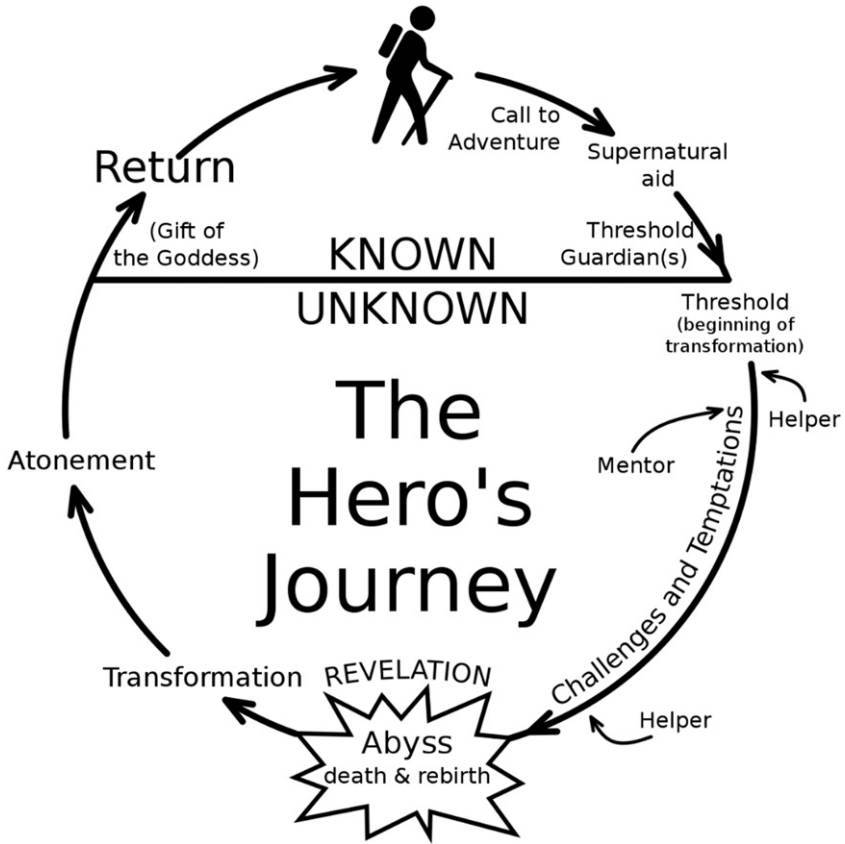 Call to
Adventure
Supernatural
aid
Return
(Gift of
the Goddess)
KNOWN
Threshold
Guardian(s)
UNKNOWN
Threshold
(beginning of
transformation)
The
Hero's
Journey
Helper
Mentor
Challenges and Temptations
Atonement
Helper
Transformation
REVELATION
Abyss
death & rebirth